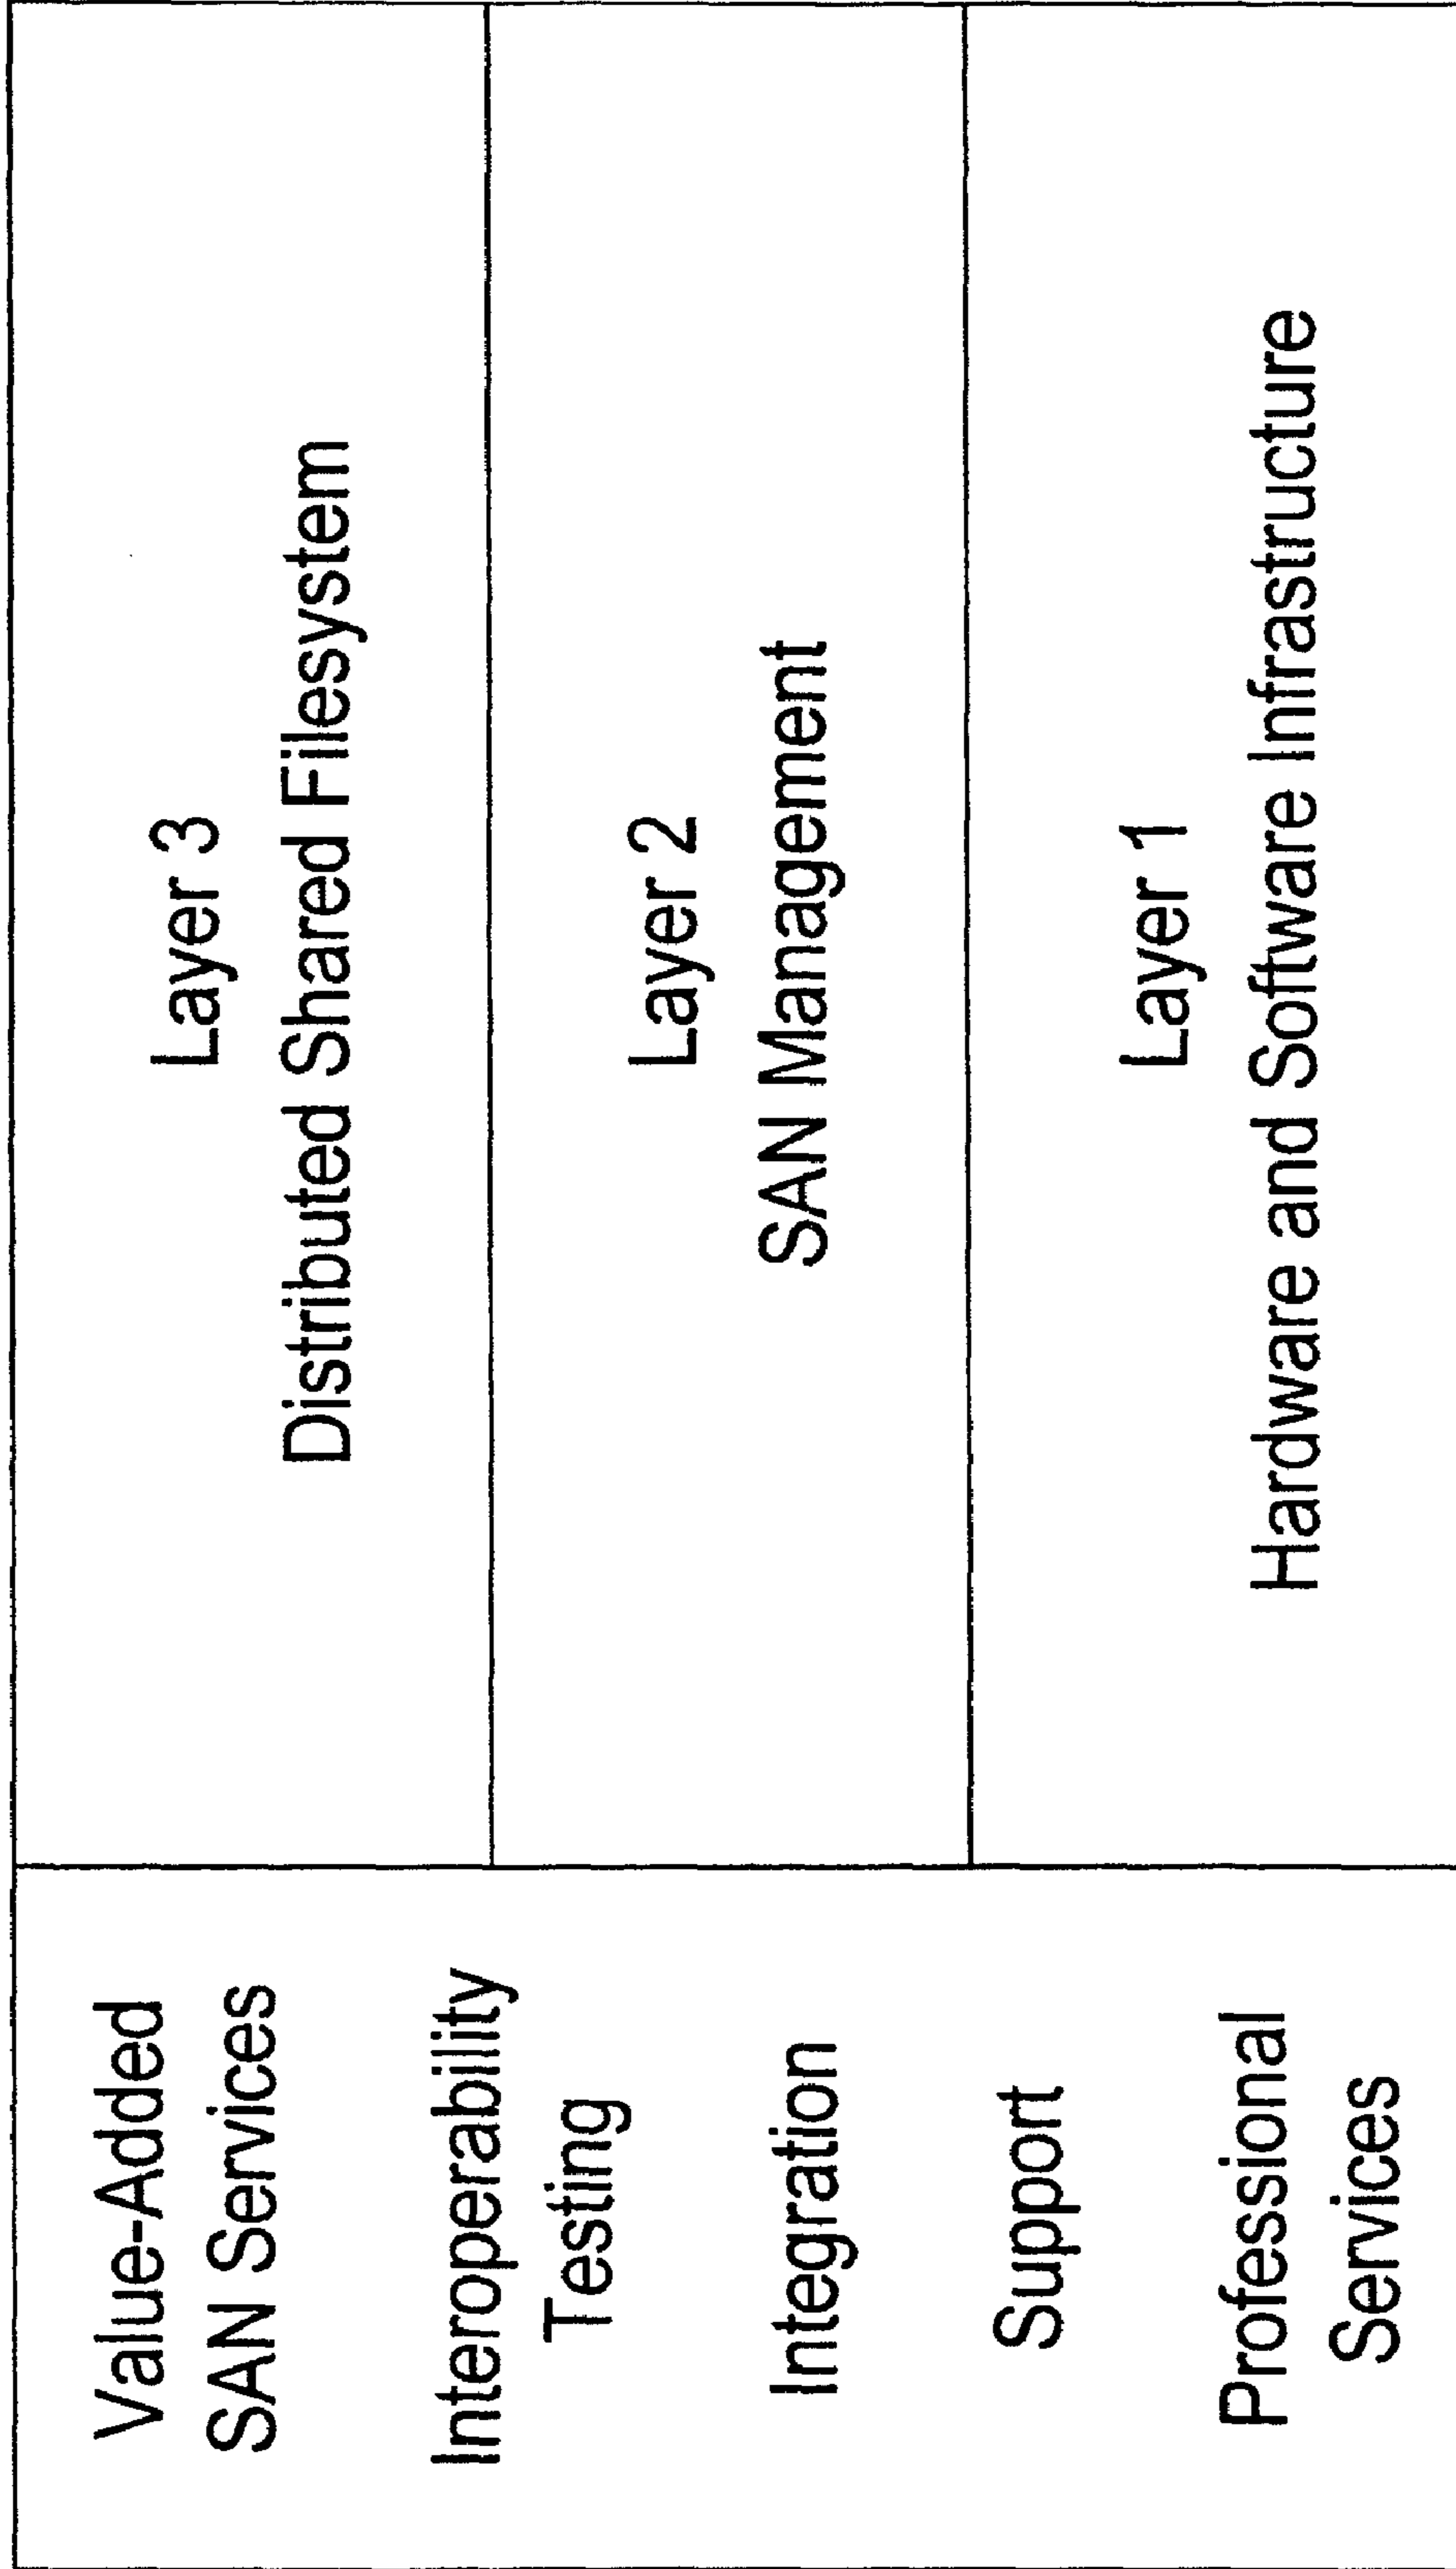 Value-Added
SAN Services
Interoperability
Testing
Integration
Support
Professional
Services
Layer 3
Distributed Shared Filesystem
Layer 2
SAN Management
Layer 1
Hardware and Software Infrastructure